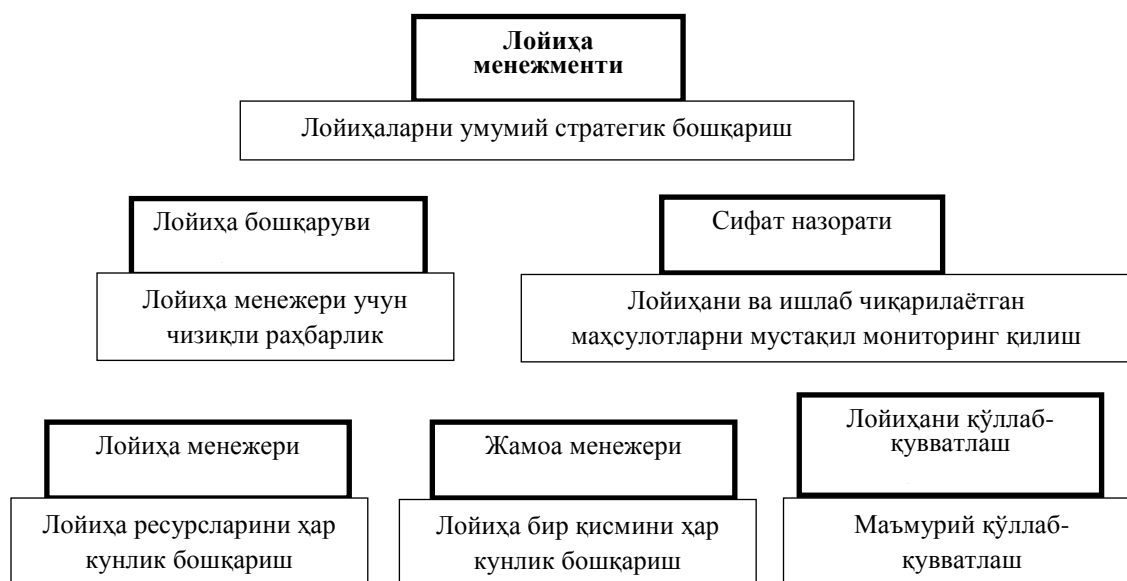 Лойиҳа
менежменти
Лойиҳаларни умумий стратегик бошқариш
Лойиҳа бошқаруви
Лойиҳа менежери учун
чизиқли раҳбарлик
Сифат назорати
Лойиҳани ва ишлаб чиқарилаётган
маҳсулотларни мустақил мониторинг қилиш
Лойиҳа менежери
Лойиҳа ресурсларини ҳар
кунлик бошқариш
Жамоа менежери
Лойиҳа бир қисмини ҳар
кунлик бошқариш
Лойиҳани қўллаб-
қувватлаш
Маъмурий қўллаб-
қувватлаш